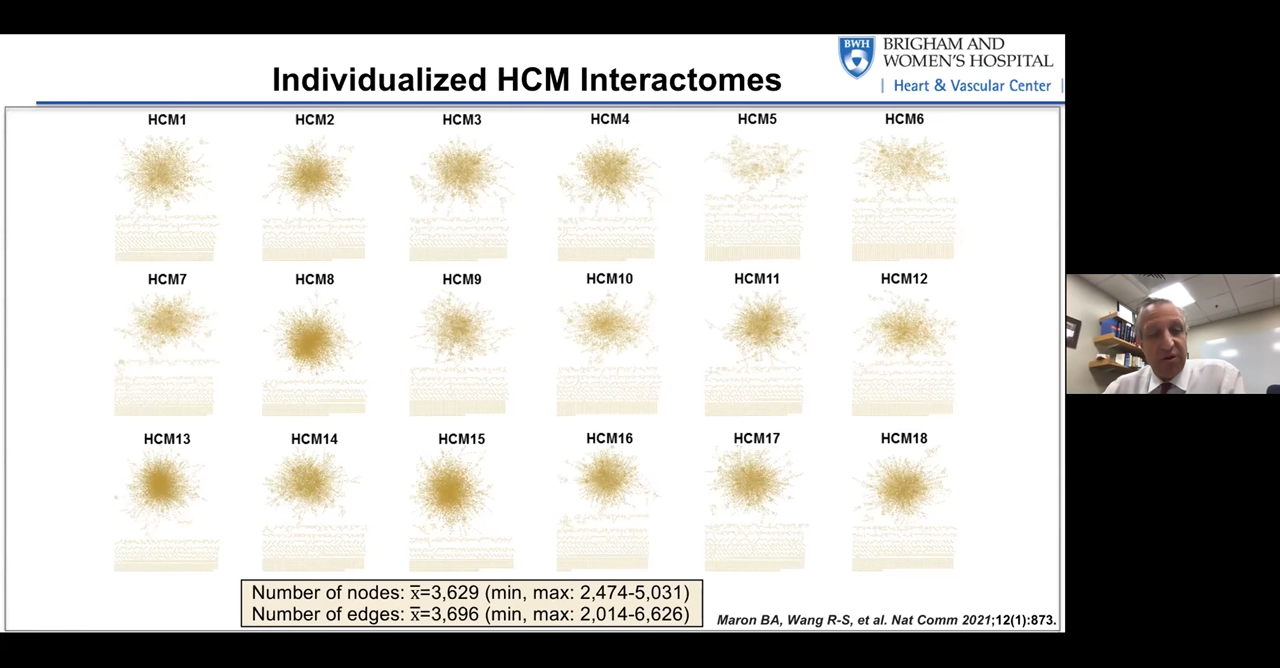 BWH
BRIGHAM AND
WOMEN'S HOSPITAL
| Heart & Vascular Center |
Individualized HCM Interactomes
HCM1 HCM2 HCM3 HCM4 HCM5 HCM6
HCM7 HCM8 HCM9 HCM10 HCM11 HCM12
HCM13 HCM14 HCM15 HCM16 HCM17 HCM18
Number of nodes: x̅=3,629 (min, max: 2,474-5,031)
Number of edges: x̅=3,696 (min, max: 2,014-6,626)
Maron BA, Wang R-S, et al. Nat Comm 2021;12(1):873.